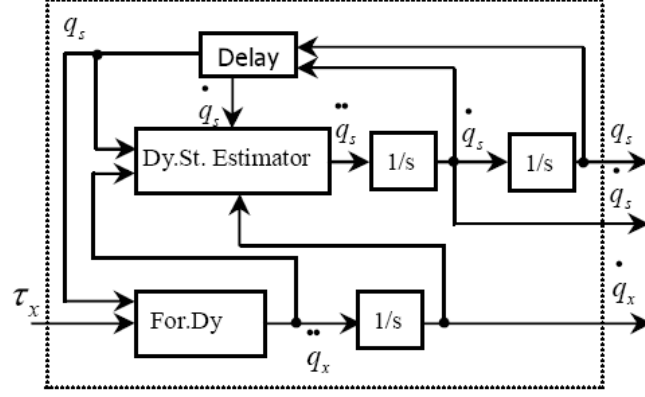 q_s
Delay
q̇_s
q̈_s
q̇_s
q_s
Dy.St. Estimator
1/s
1/s
q̇_s
q̇_x
τ_x
For.Dy
1/s
q̈_x